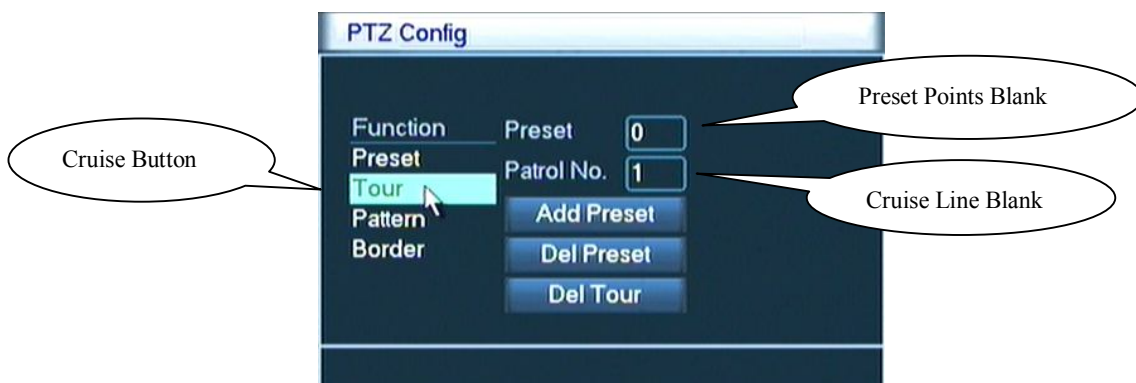 PTZ Config
Preset Points Blank
Function
Preset
0
Cruise Button
Preset
Patrol No.
1
Tour
Cruise Line Blank
Pattern
Add Preset
Border
Del Preset
Del Tour